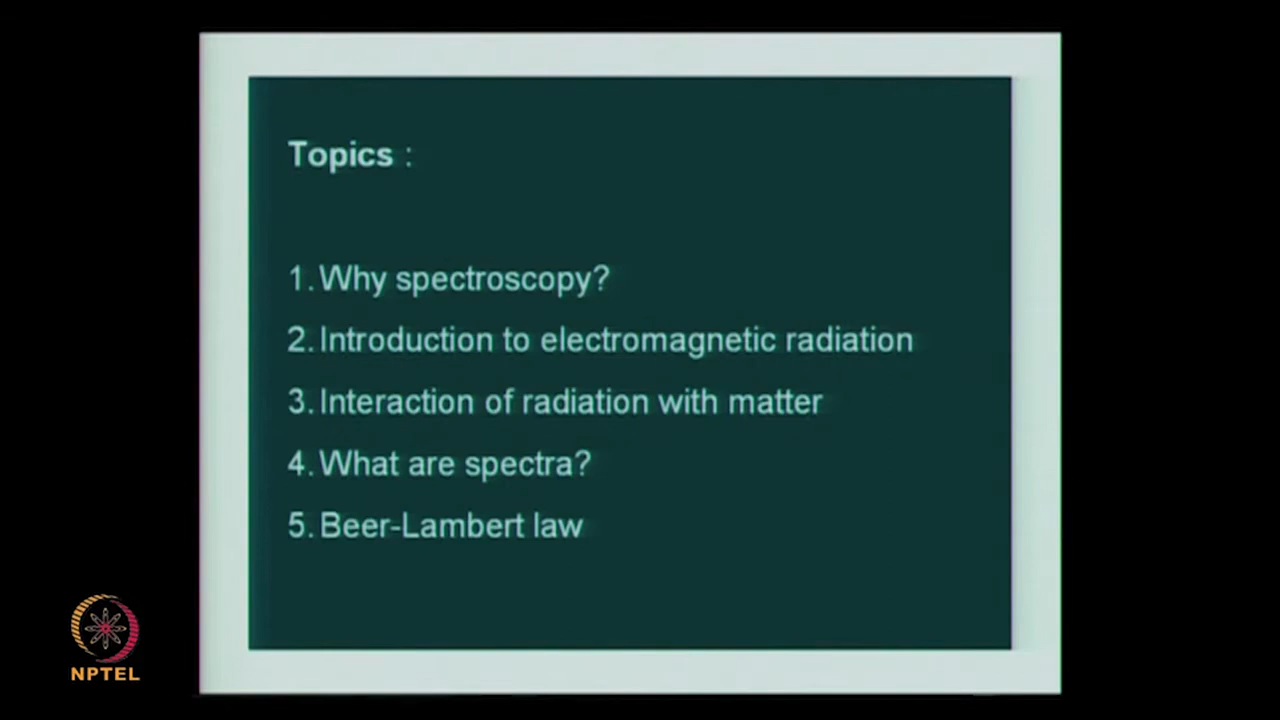 Topics :
1. Why spectroscopy?
2. Introduction to electromagnetic radiation
3. Interaction of radiation with matter
4. What are spectra?
5. Beer-Lambert law
NPTEL